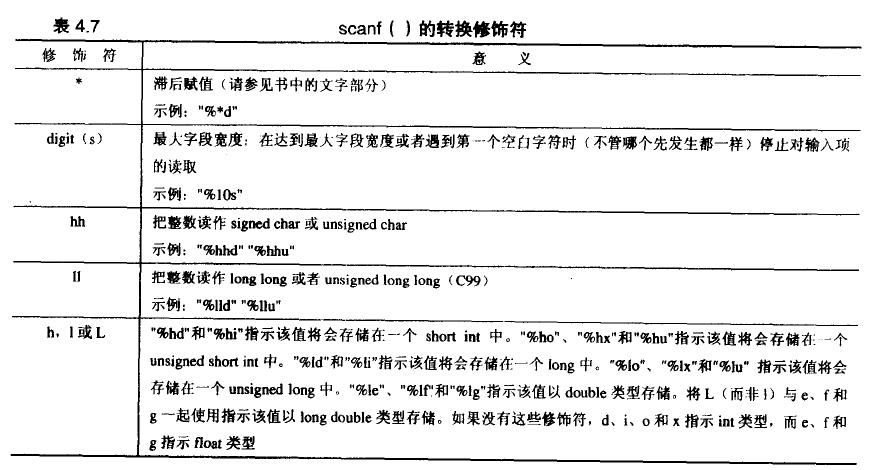 表 4.7 scanf ( ) 的转换修饰符
修 饰 符 意 义
* 滞后赋值（请参见书中的文字部分）
示例："%*d"
digit（s） 最大字段宽度：在达到最大字段宽度或者遇到第一个空白字符时（不管哪个先发生都一样）停止对输入项
的读取
示例："%10s"
hh 把整数读作 signed char 或 unsigned char
示例："%hhd" "%hhu"
ll 把整数读作 long long 或者 unsigned long long（C99）
示例："%lld" "%llu"
h，l 或 L "%hd"和"%hi"指示该值将会存储在一个 short int 中。"%ho"、"%hx"和"%hu"指示该值将会存储在一个
unsigned short int 中。"%ld"和"%li"指示该值将会存储在一个 long 中。"%lo"、"%lx"和"%lu" 指示该值将会
存储在一个 unsigned long 中。"%le"、"%lf"和"%lg"指示该值以 double 类型存储。将 L（而非 l）与 e、f 和
g 一起使用指示该值以 long double 类型存储。如果没有这些修饰符，d、i、o 和 x 指示 int 类型，而 e、f 和
g 指示 float 类型